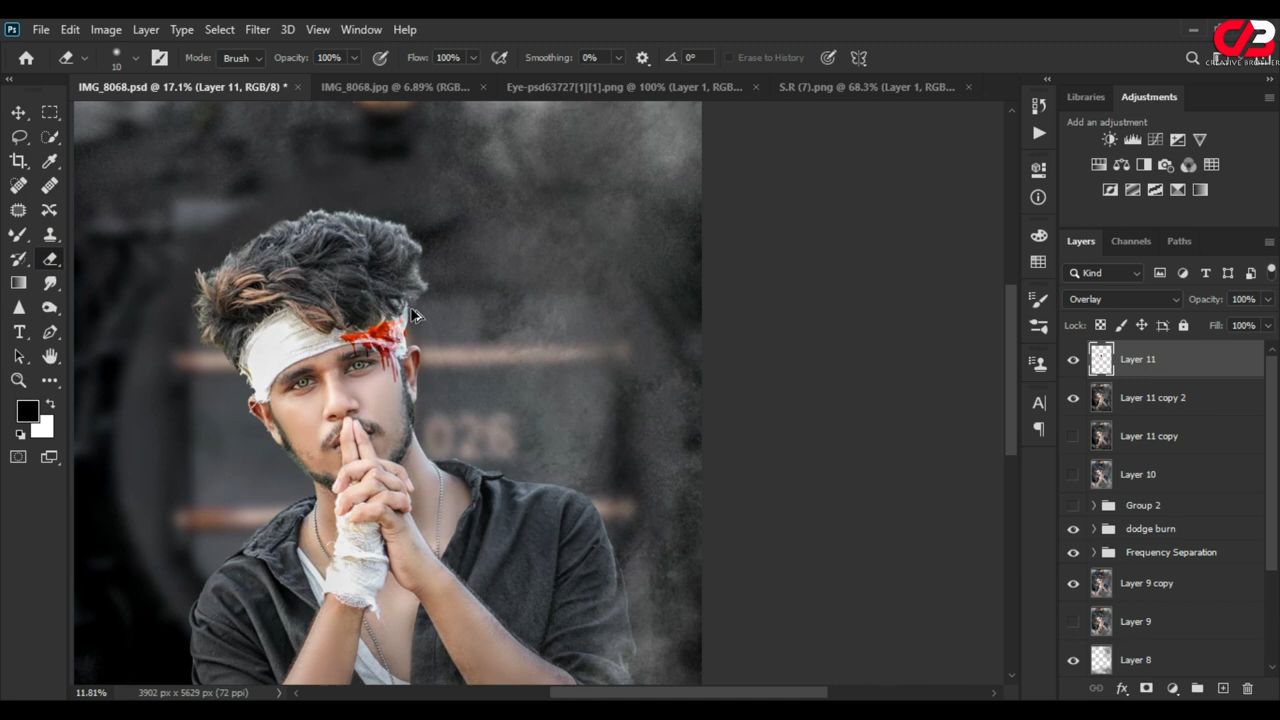 Ps File Edit Image Layer Type Select Filter 3D View Window Help
CREATIVE BROTHER
10 Mode: Brush Opacity: 100% Flow: 100% Smoothing: 0% 0° Erase to History
IMG_8068.psd @ 17.1% (Layer 11, RGB/8) * × IMG_8068.jpg @ 6.89% (RGB... × Eye-psd63727[1][1].png @ 100% (Layer 1, RGB... × S.R (7).png @ 68.3% (Layer 1, RGB... ×
Libraries Adjustments
Add an adjustment
Layers Channels Paths
Kind
Overlay Opacity: 100%
Lock: Fill: 100%
Layer 11
Layer 11 copy 2
Layer 11 copy
Layer 10
Group 2
dodge burn
Frequency Separation
Layer 9 copy
Layer 9
Layer 8
026
11.81% 3902 px x 5629 px (72 ppi)